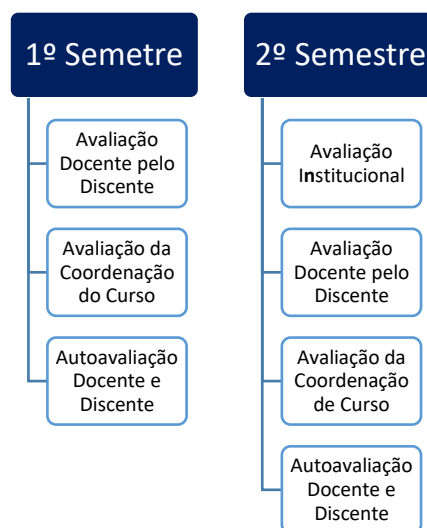 1º Semetre
Avaliação
Docente pelo
Discente
Avaliação da
Coordenação
do Curso
Autoavaliação
Docente e
Discente
2º Semestre
Avaliação
Institucional
Avaliação
Docente pelo
Discente
Avaliação da
Coordenação
de Curso
Autoavaliação
Docente e
Discente